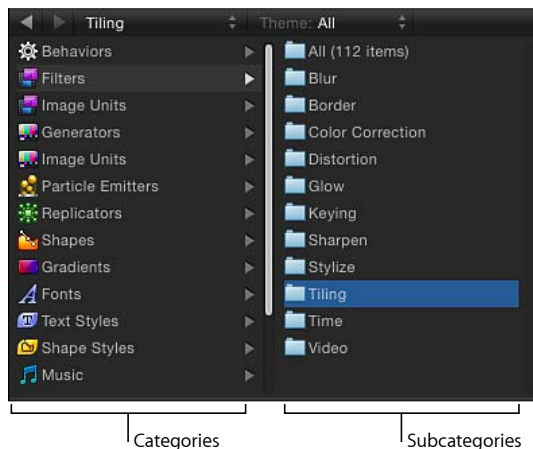 Tiling
Theme: All
Behaviors
Filters
Image Units
Generators
Image Units
Particle Emitters
Replicators
Shapes
Gradients
Fonts
Text Styles
Shape Styles
Music
All (112 items)
Blur
Border
Color Correction
Distortion
Glow
Keying
Sharpen
Stylize
Tiling
Time
Video
Categories
Subcategories